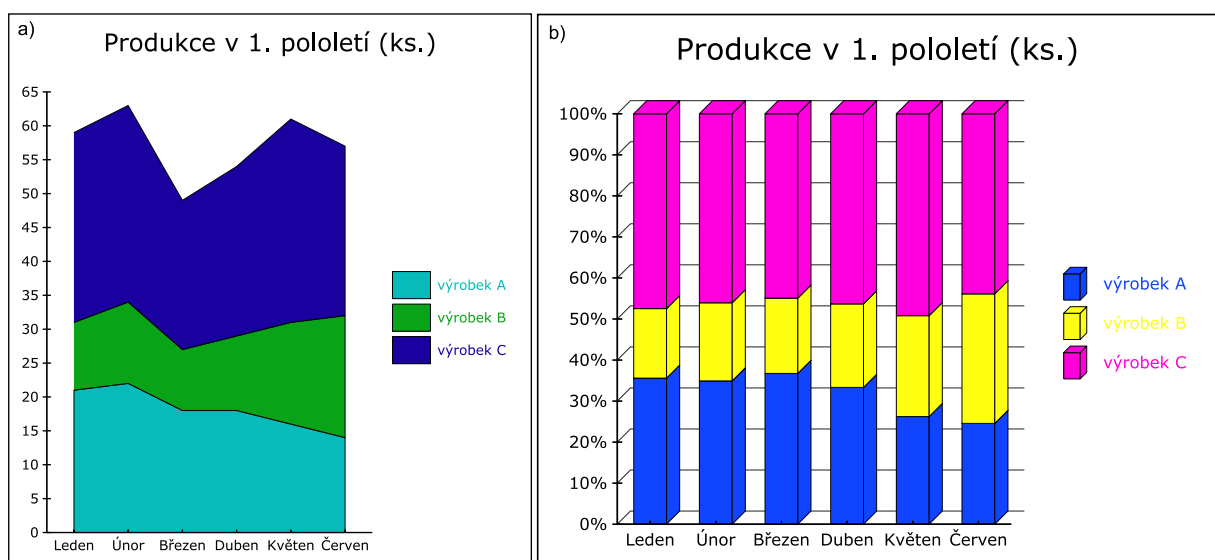 a)
Produkce v 1. pololetí (ks.)
65
60
55
50
45
40
35
30
25
20
15
10
5
0
Leden Únor Březen Duben Květen Červen
výrobek A
výrobek B
výrobek C
b)
Produkce v 1. pololetí (ks.)
100%
90%
80%
70%
60%
50%
40%
30%
20%
10%
0%
Leden Únor Březen Duben Květen Červen
výrobek A
výrobek B
výrobek C